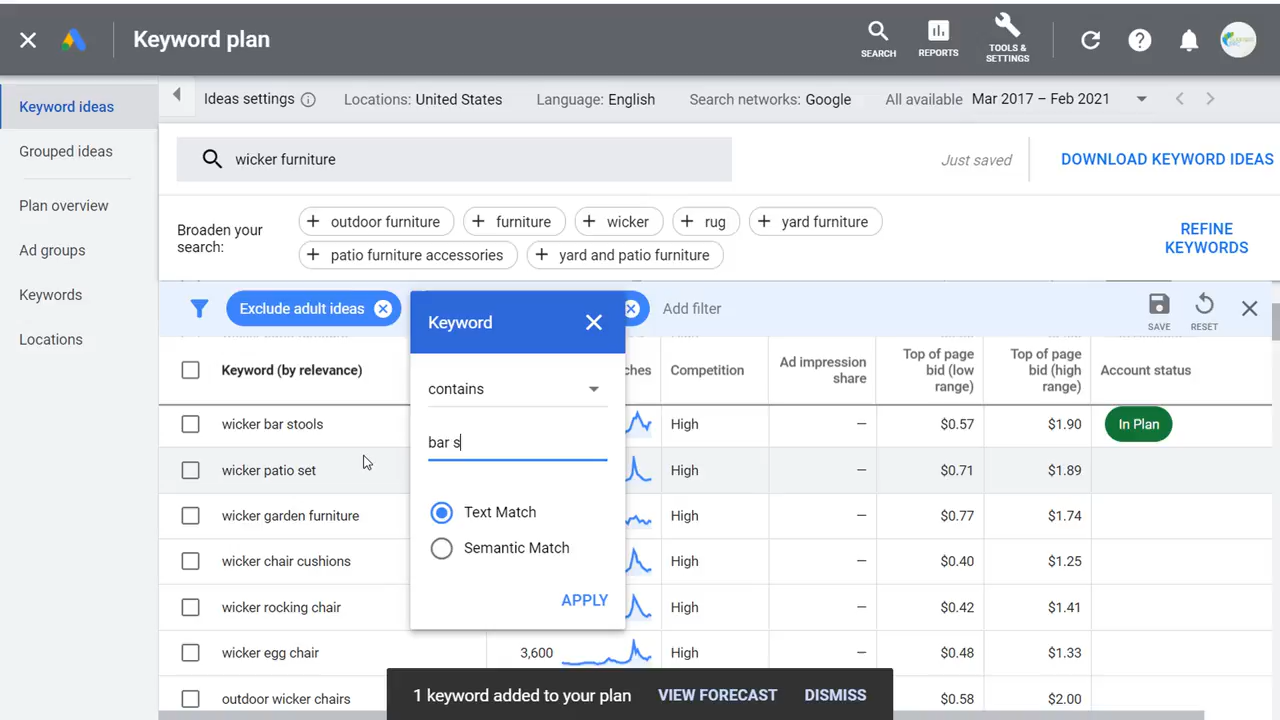 Keyword plan
SEARCH
REPORTS
TOOLS &
SETTINGS
Keyword ideas
Grouped ideas
Plan overview
Ad groups
Keywords
Locations
Ideas settings
Locations: United States
Language: English
Search networks: Google
All available Mar 2017 – Feb 2021
wicker furniture
Just saved
DOWNLOAD KEYWORD IDEAS
Broaden your
search:
+ outdoor furniture
+ furniture
+ wicker
+ rug
+ yard furniture
+ patio furniture accessories
+ yard and patio furniture
REFINE
KEYWORDS
Exclude adult ideas
Add filter
SAVE
RESET
Keyword
contains
bar s
Text Match
Semantic Match
APPLY
Keyword (by relevance)
ches
Competition
Ad impression
share
Top of page
bid (low
range)
Top of page
bid (high
range)
Account status
wicker bar stools High – $0.57 $1.90 In Plan
wicker patio set High – $0.71 $1.89
wicker garden furniture High – $0.77 $1.74
wicker chair cushions High – $0.40 $1.25
wicker rocking chair High – $0.42 $1.41
wicker egg chair 3,600 High – $0.48 $1.33
outdoor wicker chairs $0.58 $2.00
1 keyword added to your plan VIEW FORECAST DISMISS